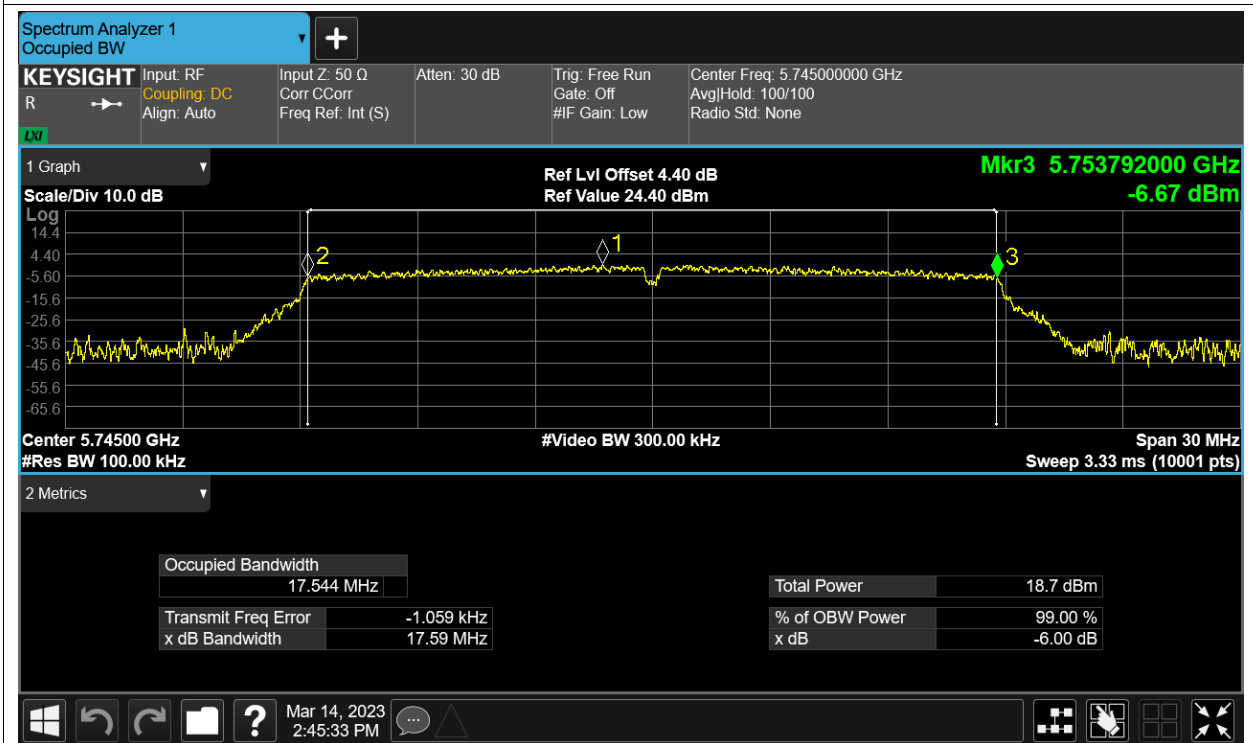 Spectrum Analyzer 1
Occupied BW
KEYSIGHT
R
LXI
Input: RF
Coupling: DC
Align: Auto
Input Z: 50 Ω
Corr CCorr
Freq Ref: Int (S)
Atten: 30 dB
Trig: Free Run
Gate: Off
#IF Gain: Low
Center Freq: 5.745000000 GHz
Avg|Hold: 100/100
Radio Std: None
1 Graph
Scale/Div 10.0 dB
Ref Lvl Offset 4.40 dB
Ref Value 24.40 dBm
Mkr3 5.753792000 GHz
-6.67 dBm
Log
14.4
4.40
-5.60
-15.6
-25.6
-35.6
-45.6
-55.6
-65.6
2
1
3
Center 5.74500 GHz
#Res BW 100.00 kHz
#Video BW 300.00 kHz
Span 30 MHz
Sweep 3.33 ms (10001 pts)
2 Metrics
Occupied Bandwidth
17.544 MHz
Transmit Freq Error -1.059 kHz
x dB Bandwidth 17.59 MHz
Total Power 18.7 dBm
% of OBW Power 99.00 %
x dB -6.00 dB
?
Mar 14, 2023
2:45:33 PM